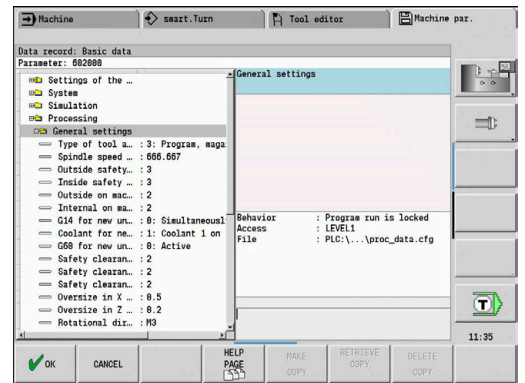 Machine
smart.Turn
Tool editor
Machine par.
Data record: Basic data
Parameter: 602000
Settings of the …
System
Simulation
Processing
General settings
Type of tool a… : 3: Program, maga
Spindle speed … : 666.667
Outside safety… : 3
Inside safety … : 3
Outside on mac… : 2
Internal on ma… : 2
G14 for new un… : 0: Simultaneousl
Coolant for ne… : 1: Coolant 1 on
G60 for new un… : 0: Active
Safety clearan… : 2
Safety clearan… : 2
Oversize in X … : 0.5
Oversize in Z … : 0.2
Rotational dir… : M3
General settings
Behavior : Program run is locked
Access : LEVEL1
File : PLC:\...\proc_data.cfg
T
11:35
OK
CANCEL
HELP PAGE
MAKE COPY
RETRIEVE COPY
DELETE COPY